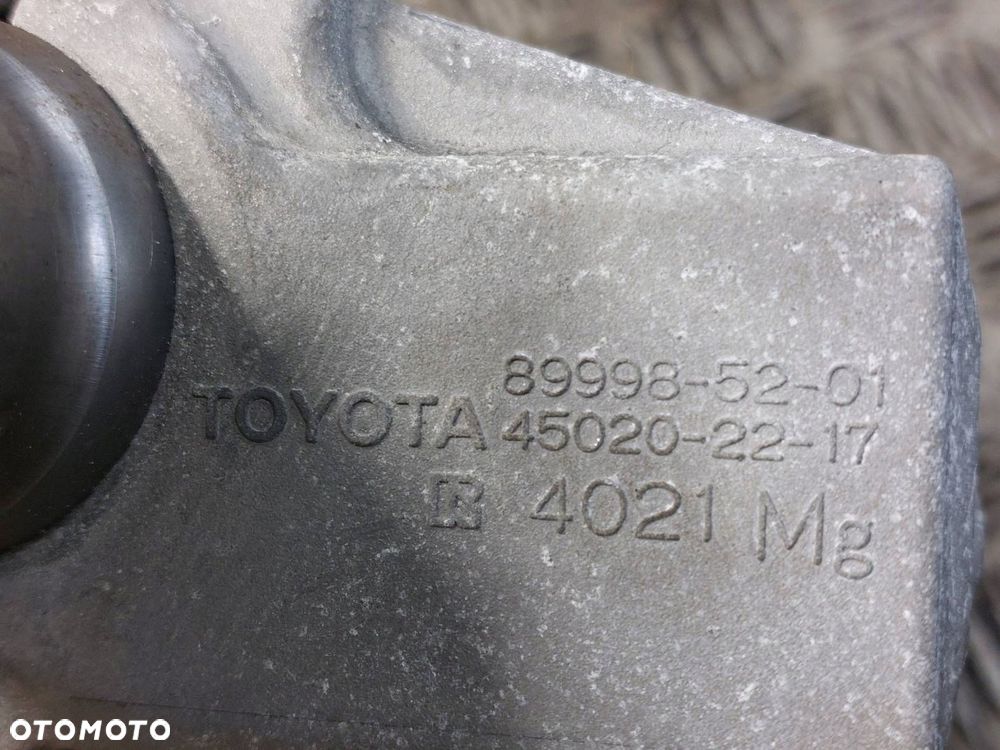 89998-52-01
TOYOTA 45020-22-17
R 4021 Mg
OTOMOTO